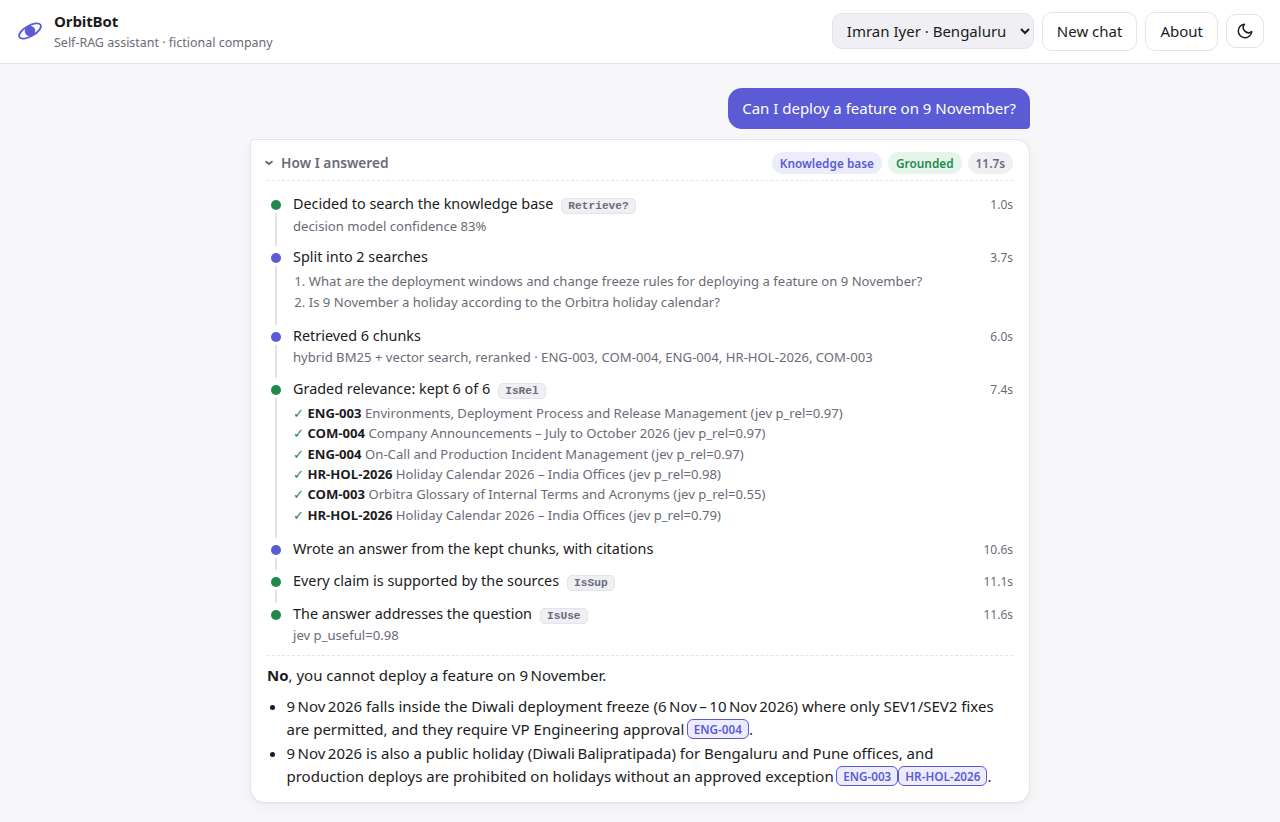 OrbitBot
Self-RAG assistant · fictional company
Imran Iyer · Bengaluru
New chat
About
Can I deploy a feature on 9 November?
How I answered
Knowledge base
Grounded
11.7s
Decided to search the knowledge base Retrieve? 1.0s
decision model confidence 83%
Split into 2 searches 3.7s
1. What are the deployment windows and change freeze rules for deploying a feature on 9 November?
2. Is 9 November a holiday according to the Orbitra holiday calendar?
Retrieved 6 chunks 6.0s
hybrid BM25 + vector search, reranked · ENG-003, COM-004, ENG-004, HR-HOL-2026, COM-003
Graded relevance: kept 6 of 6 IsRel 7.4s
✓ ENG-003 Environments, Deployment Process and Release Management (jev p_rel=0.97)
✓ COM-004 Company Announcements – July to October 2026 (jev p_rel=0.97)
✓ ENG-004 On-Call and Production Incident Management (jev p_rel=0.97)
✓ HR-HOL-2026 Holiday Calendar 2026 – India Offices (jev p_rel=0.98)
✓ COM-003 Orbitra Glossary of Internal Terms and Acronyms (jev p_rel=0.55)
✓ HR-HOL-2026 Holiday Calendar 2026 – India Offices (jev p_rel=0.79)
Wrote an answer from the kept chunks, with citations 10.6s
Every claim is supported by the sources IsSup 11.1s
The answer addresses the question IsUse 11.6s
jev p_useful=0.98
No, you cannot deploy a feature on 9 November.
• 9 Nov 2026 falls inside the Diwali deployment freeze (6 Nov – 10 Nov 2026) where only SEV1/SEV2 fixes
are permitted, and they require VP Engineering approval ENG-004.
• 9 Nov 2026 is also a public holiday (Diwali Balipratipada) for Bengaluru and Pune offices, and
production deploys are prohibited on holidays without an approved exception ENG-003 HR-HOL-2026.